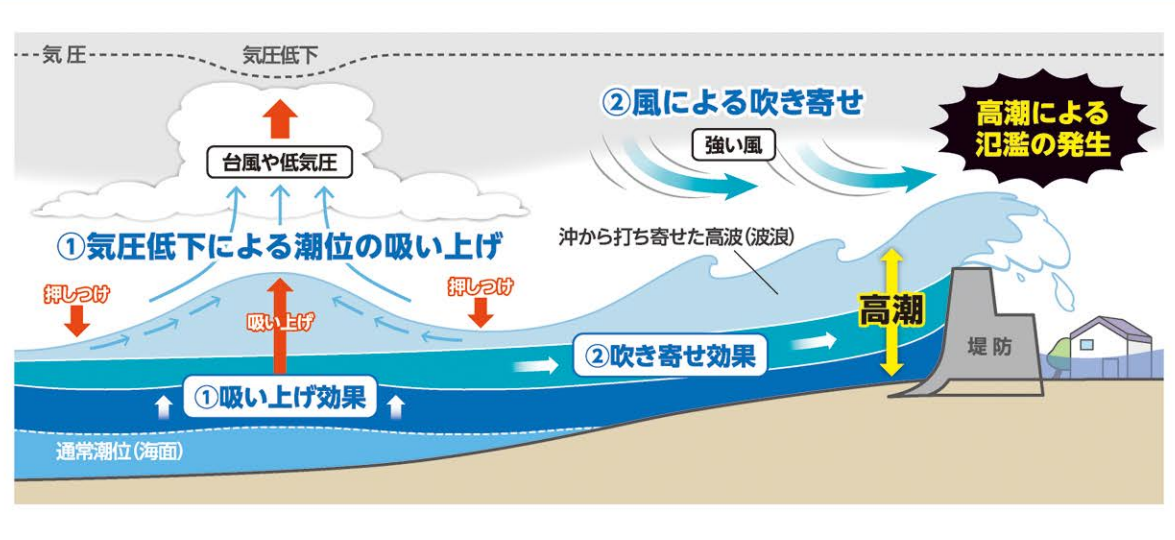 気圧
気圧低下
②風による吹き寄せ
高潮による
氾濫の発生
強い風
台風や低気圧
①気圧低下による潮位の吸い上げ
沖から打ち寄せた高波(波浪)
押しつけ
押しつけ
吸い上げ
高潮
堤防
②吹き寄せ効果
①吸い上げ効果
通常潮位(海面)